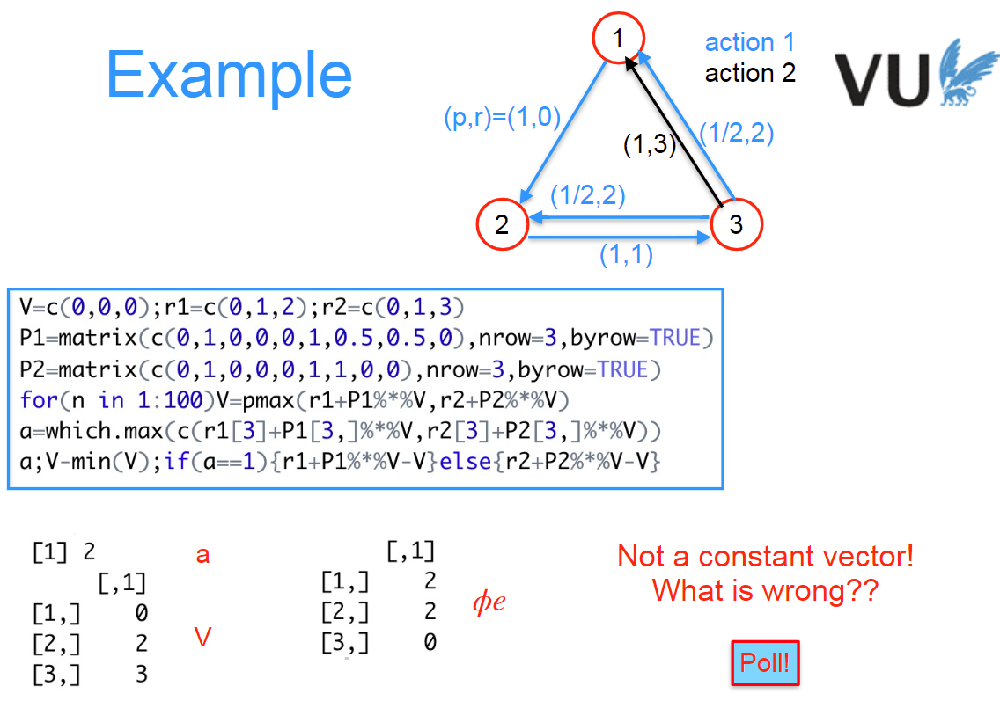 Example
action 1
action 2
VU
1
(p,r)=(1,0)
(1,3)
(1/2,2)
(1/2,2)
2
3
(1,1)
V=c(0,0,0);r1=c(0,1,2);r2=c(0,1,3)
P1=matrix(c(0,1,0,0,0,1,0.5,0.5,0),nrow=3,byrow=TRUE)
P2=matrix(c(0,1,0,0,0,1,1,0,0),nrow=3,byrow=TRUE)
for(n in 1:100)V=pmax(r1+P1%*%V,r2+P2%*%V)
a=which.max(c(r1[3]+P1[3,]%*%V,r2[3]+P2[3,]%*%V))
a;V-min(V);if(a==1){r1+P1%*%V-V}else{r2+P2%*%V-V}
[1] 2
a
[,1]
[1,] 0
[2,] 2
[3,] 3
V
[,1]
[1,] 2
[2,] 2
[3,] 0
ϕe
Not a constant vector!
What is wrong??
Poll!